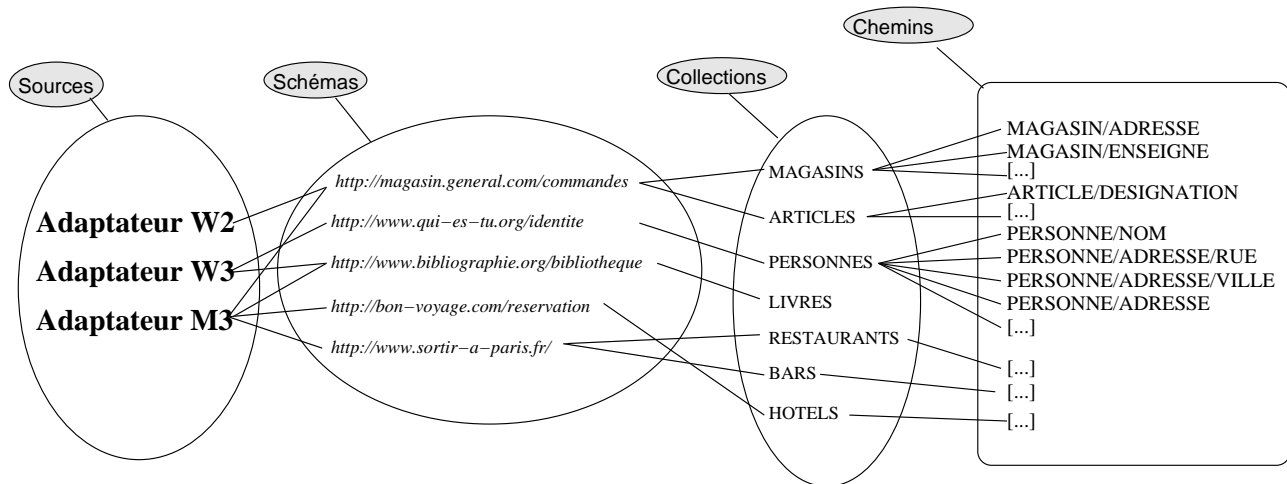 Sources
Schémas
Collections
Chemins
Adaptateur W2
Adaptateur W3
Adaptateur M3
http://magasin.general.com/commandes
http://www.qui−es−tu.org/identite
http://www.bibliographie.org/bibliotheque
http://bon−voyage.com/reservation
http://www.sortir−a−paris.fr/
MAGASINS
ARTICLES
PERSONNES
LIVRES
RESTAURANTS
BARS
HOTELS
MAGASIN/ADRESSE
MAGASIN/ENSEIGNE
[...]
ARTICLE/DESIGNATION
[...]
PERSONNE/NOM
PERSONNE/ADRESSE/RUE
PERSONNE/ADRESSE/VILLE
PERSONNE/ADRESSE
[...]
[...]
[...]
[...]